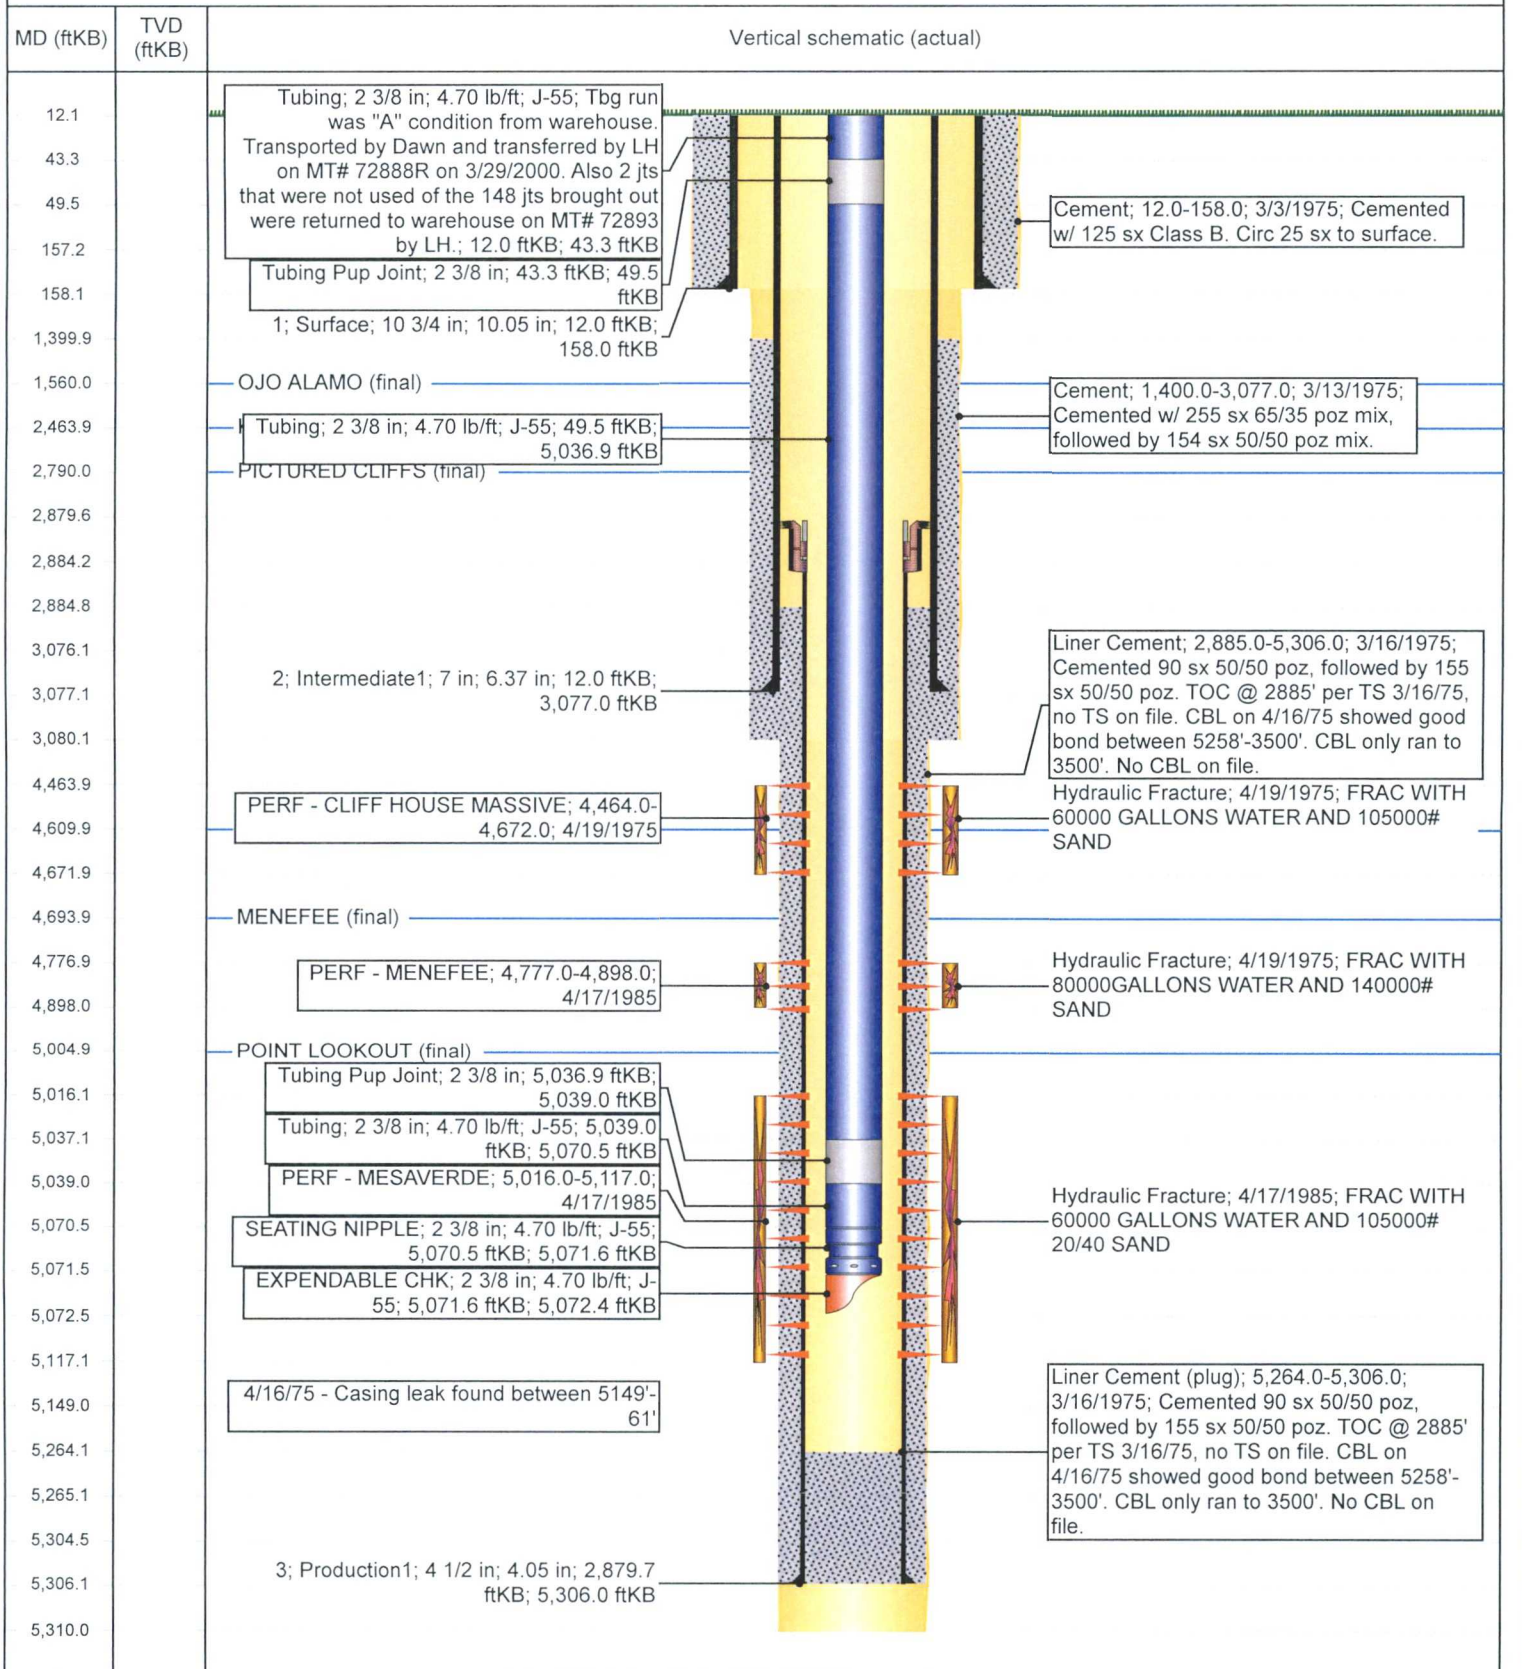 MD (ftKB)
TVD
(ftKB)
Vertical schematic (actual)
12.1
43.3
49.5
157.2
158.1
1,399.9
1,560.0
2,463.9
2,790.0
2,879.6
2,884.2
2,884.8
3,076.1
3,077.1
3,080.1
4,463.9
4,609.9
4,671.9
4,693.9
4,776.9
4,898.0
5,004.9
5,016.1
5,037.1
5,039.0
5,070.5
5,071.5
5,072.5
5,117.1
5,149.0
5,264.1
5,265.1
5,304.5
5,306.1
5,310.0
Tubing; 2 3/8 in; 4.70 lb/ft; J-55; Tbg run
was "A" condition from warehouse.
Transported by Dawn and transferred by LH
on MT# 72888R on 3/29/2000. Also 2 jts
that were not used of the 148 jts brought out
were returned to warehouse on MT# 72893
by LH.; 12.0 ftKB; 43.3 ftKB
Tubing Pup Joint; 2 3/8 in; 43.3 ftKB; 49.5
ftKB
1; Surface; 10 3/4 in; 10.05 in; 12.0 ftKB;
158.0 ftKB
OJO ALAMO (final)
Tubing; 2 3/8 in; 4.70 lb/ft; J-55; 49.5 ftKB;
5,036.9 ftKB
PICTURED CLIFFS (final)
2; Intermediate1; 7 in; 6.37 in; 12.0 ftKB;
3,077.0 ftKB
PERF - CLIFF HOUSE MASSIVE; 4,464.0-
4,672.0; 4/19/1975
MENEFEE (final)
PERF - MENEFEE; 4,777.0-4,898.0;
4/17/1985
POINT LOOKOUT (final)
Tubing Pup Joint; 2 3/8 in; 5,036.9 ftKB;
5,039.0 ftKB
Tubing; 2 3/8 in; 4.70 lb/ft; J-55; 5,039.0
ftKB; 5,070.5 ftKB
PERF - MESAVERDE; 5,016.0-5,117.0;
4/17/1985
SEATING NIPPLE; 2 3/8 in; 4.70 lb/ft; J-55;
5,070.5 ftKB; 5,071.6 ftKB
EXPENDABLE CHK; 2 3/8 in; 4.70 lb/ft; J-
55; 5,071.6 ftKB; 5,072.4 ftKB
4/16/75 - Casing leak found between 5149'-
61'
3; Production1; 4 1/2 in; 4.05 in; 2,879.7
ftKB; 5,306.0 ftKB
Cement; 12.0-158.0; 3/3/1975; Cemented
w/ 125 sx Class B. Circ 25 sx to surface.
Cement; 1,400.0-3,077.0; 3/13/1975;
Cemented w/ 255 sx 65/35 poz mix,
followed by 154 sx 50/50 poz mix.
Liner Cement; 2,885.0-5,306.0; 3/16/1975;
Cemented 90 sx 50/50 poz, followed by 155
sx 50/50 poz. TOC @ 2885' per TS 3/16/75,
no TS on file. CBL on 4/16/75 showed good
bond between 5258'-3500'. CBL only ran to
3500'. No CBL on file.
Hydraulic Fracture; 4/19/1975; FRAC WITH
60000 GALLONS WATER AND 105000#
SAND
Hydraulic Fracture; 4/19/1975; FRAC WITH
80000GALLONS WATER AND 140000#
SAND
Hydraulic Fracture; 4/17/1985; FRAC WITH
60000 GALLONS WATER AND 105000#
20/40 SAND
Liner Cement (plug); 5,264.0-5,306.0;
3/16/1975; Cemented 90 sx 50/50 poz,
followed by 155 sx 50/50 poz. TOC @ 2885'
per TS 3/16/75, no TS on file. CBL on
4/16/75 showed good bond between 5258'-
3500'. CBL only ran to 3500'. No CBL on
file.